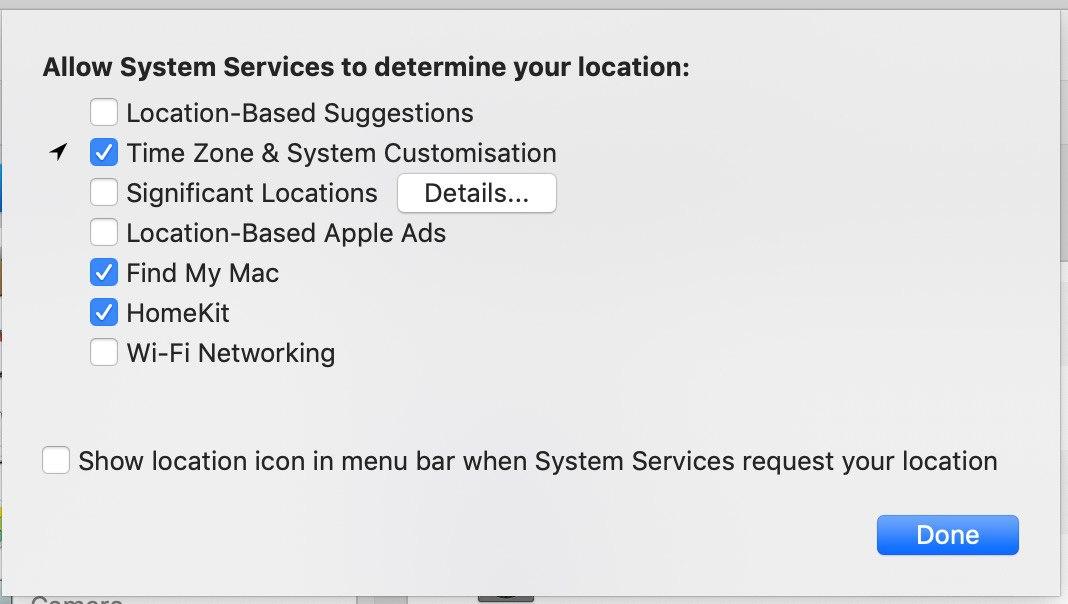 Allow System Services to determine your location:
Location-Based Suggestions
Time Zone & System Customisation
Significant Locations Details...
Location-Based Apple Ads
Find My Mac
HomeKit
Wi-Fi Networking
Show location icon in menu bar when System Services request your location
Done